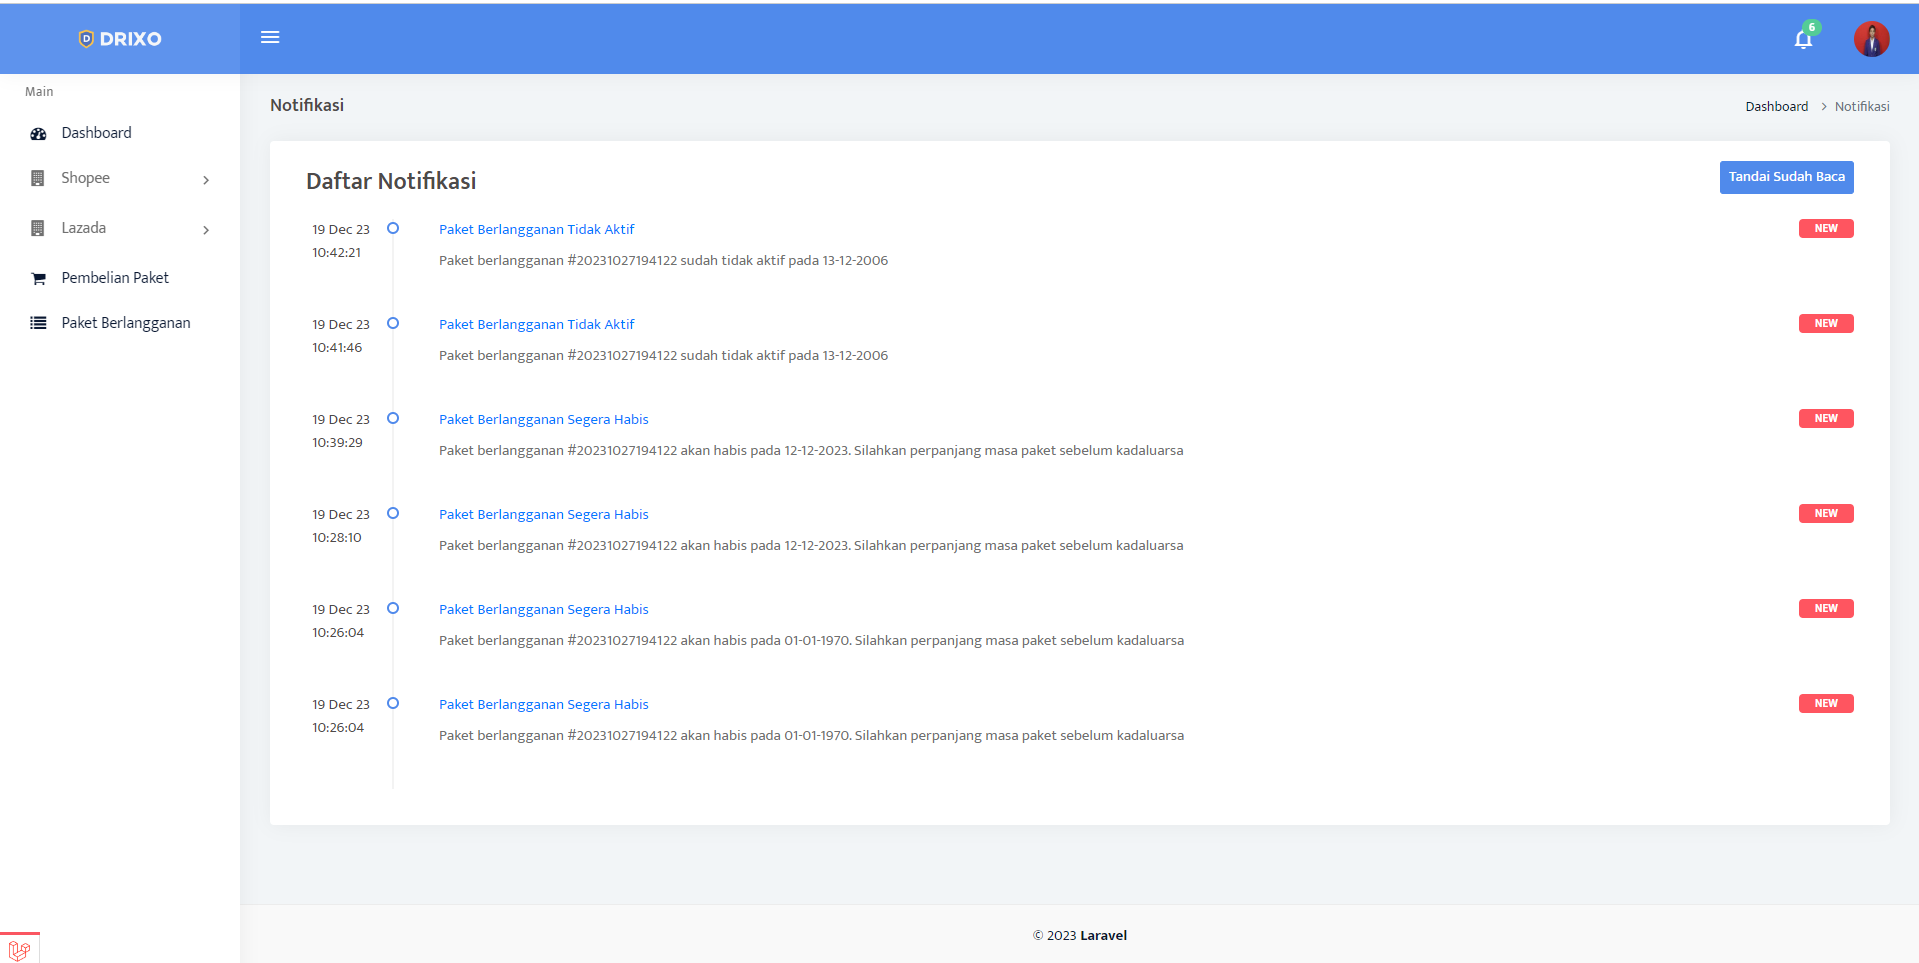 DRIXO
6
Main
Dashboard
Shopee
Lazada
Pembelian Paket
Paket Berlangganan
Notifikasi
Dashboard > Notifikasi
Daftar Notifikasi
Tandai Sudah Baca
19 Dec 23
10:42:21
Paket Berlangganan Tidak Aktif
NEW
Paket berlangganan #20231027194122 sudah tidak aktif pada 13-12-2006
19 Dec 23
10:41:46
Paket Berlangganan Tidak Aktif
NEW
Paket berlangganan #20231027194122 sudah tidak aktif pada 13-12-2006
19 Dec 23
10:39:29
Paket Berlangganan Segera Habis
NEW
Paket berlangganan #20231027194122 akan habis pada 12-12-2023. Silahkan perpanjang masa paket sebelum kadaluarsa
19 Dec 23
10:28:10
Paket Berlangganan Segera Habis
NEW
Paket berlangganan #20231027194122 akan habis pada 12-12-2023. Silahkan perpanjang masa paket sebelum kadaluarsa
19 Dec 23
10:26:04
Paket Berlangganan Segera Habis
NEW
Paket berlangganan #20231027194122 akan habis pada 01-01-1970. Silahkan perpanjang masa paket sebelum kadaluarsa
19 Dec 23
10:26:04
Paket Berlangganan Segera Habis
NEW
Paket berlangganan #20231027194122 akan habis pada 01-01-1970. Silahkan perpanjang masa paket sebelum kadaluarsa
© 2023 Laravel